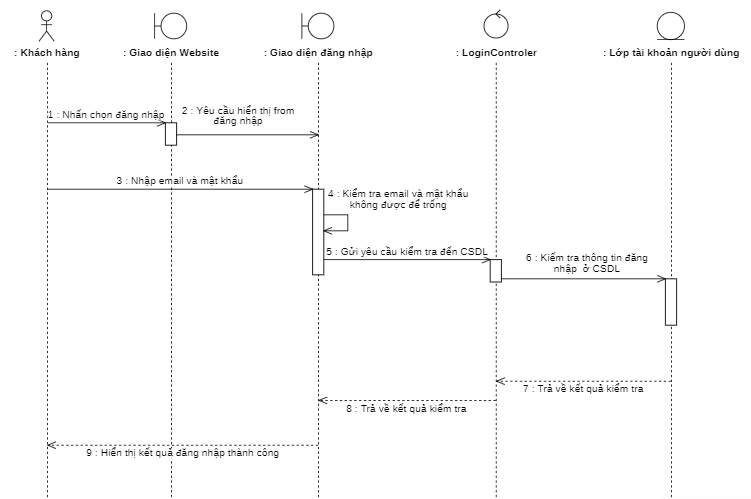 : Khách hàng
: Giao diện Website
: Giao diện đăng nhập
: LoginControler
: Lớp tài khoản người dùng
1 : Nhấn chọn đăng nhập
2 : Yêu cầu hiển thị from
đăng nhập
3 : Nhập email và mật khẩu
4 : Kiểm tra email và mật khẩu
không được để trống
5 : Gửi yêu cầu kiểm tra đến CSDL
6 : Kiểm tra thông tin đăng
nhập ở CSDL
7 : Trả về kết quả kiểm tra
8 : Trả về kết quả kiểm tra
9 : Hiển thị kết quả đăng nhập thành công